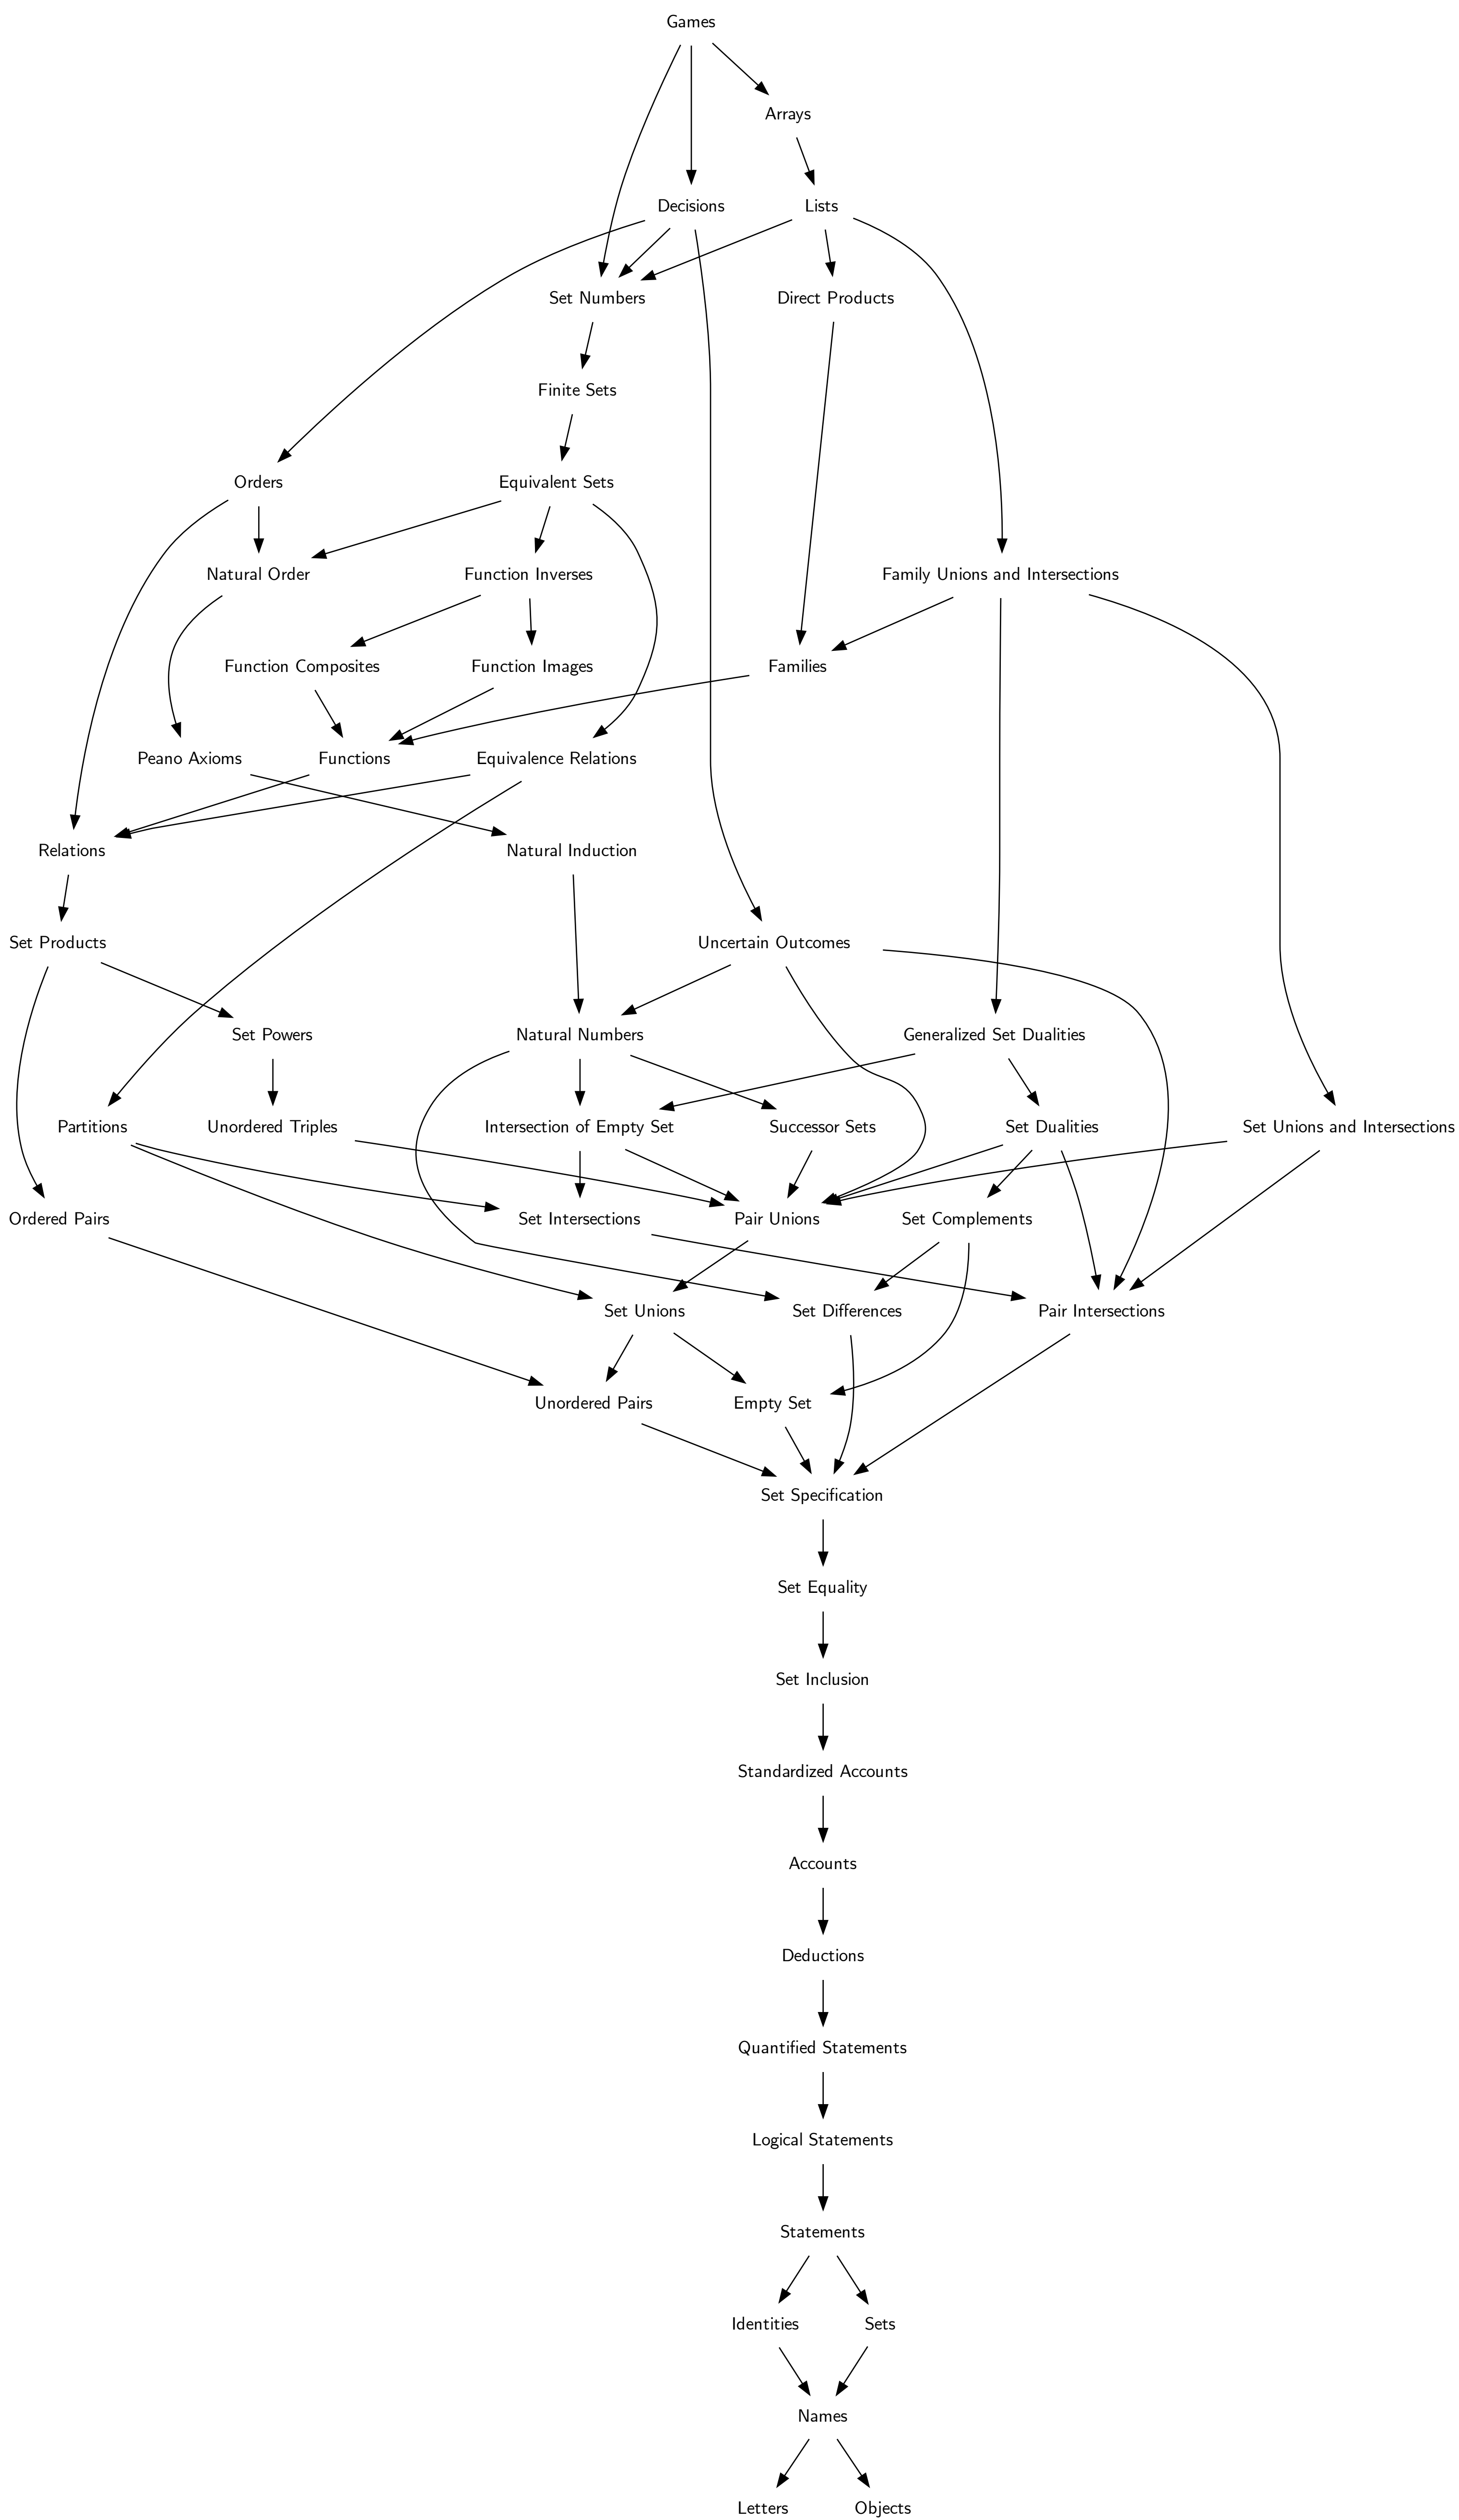 Games
Arrays
Decisions
Lists
Set Numbers
Direct Products
Finite Sets
Orders
Equivalent Sets
Natural Order
Function Inverses
Family Unions and Intersections
Function Composites
Function Images
Families
Peano Axioms
Functions
Equivalence Relations
Relations
Natural Induction
Set Products
Uncertain Outcomes
Set Powers
Natural Numbers
Generalized Set Dualities
Partitions
Unordered Triples
Intersection of Empty Set
Successor Sets
Set Dualities
Set Unions and Intersections
Ordered Pairs
Set Intersections
Pair Unions
Set Complements
Set Unions
Set Differences
Pair Intersections
Unordered Pairs
Empty Set
Set Specification
Set Equality
Set Inclusion
Standardized Accounts
Accounts
Deductions
Quantified Statements
Logical Statements
Statements
Identities
Sets
Names
Letters
Objects